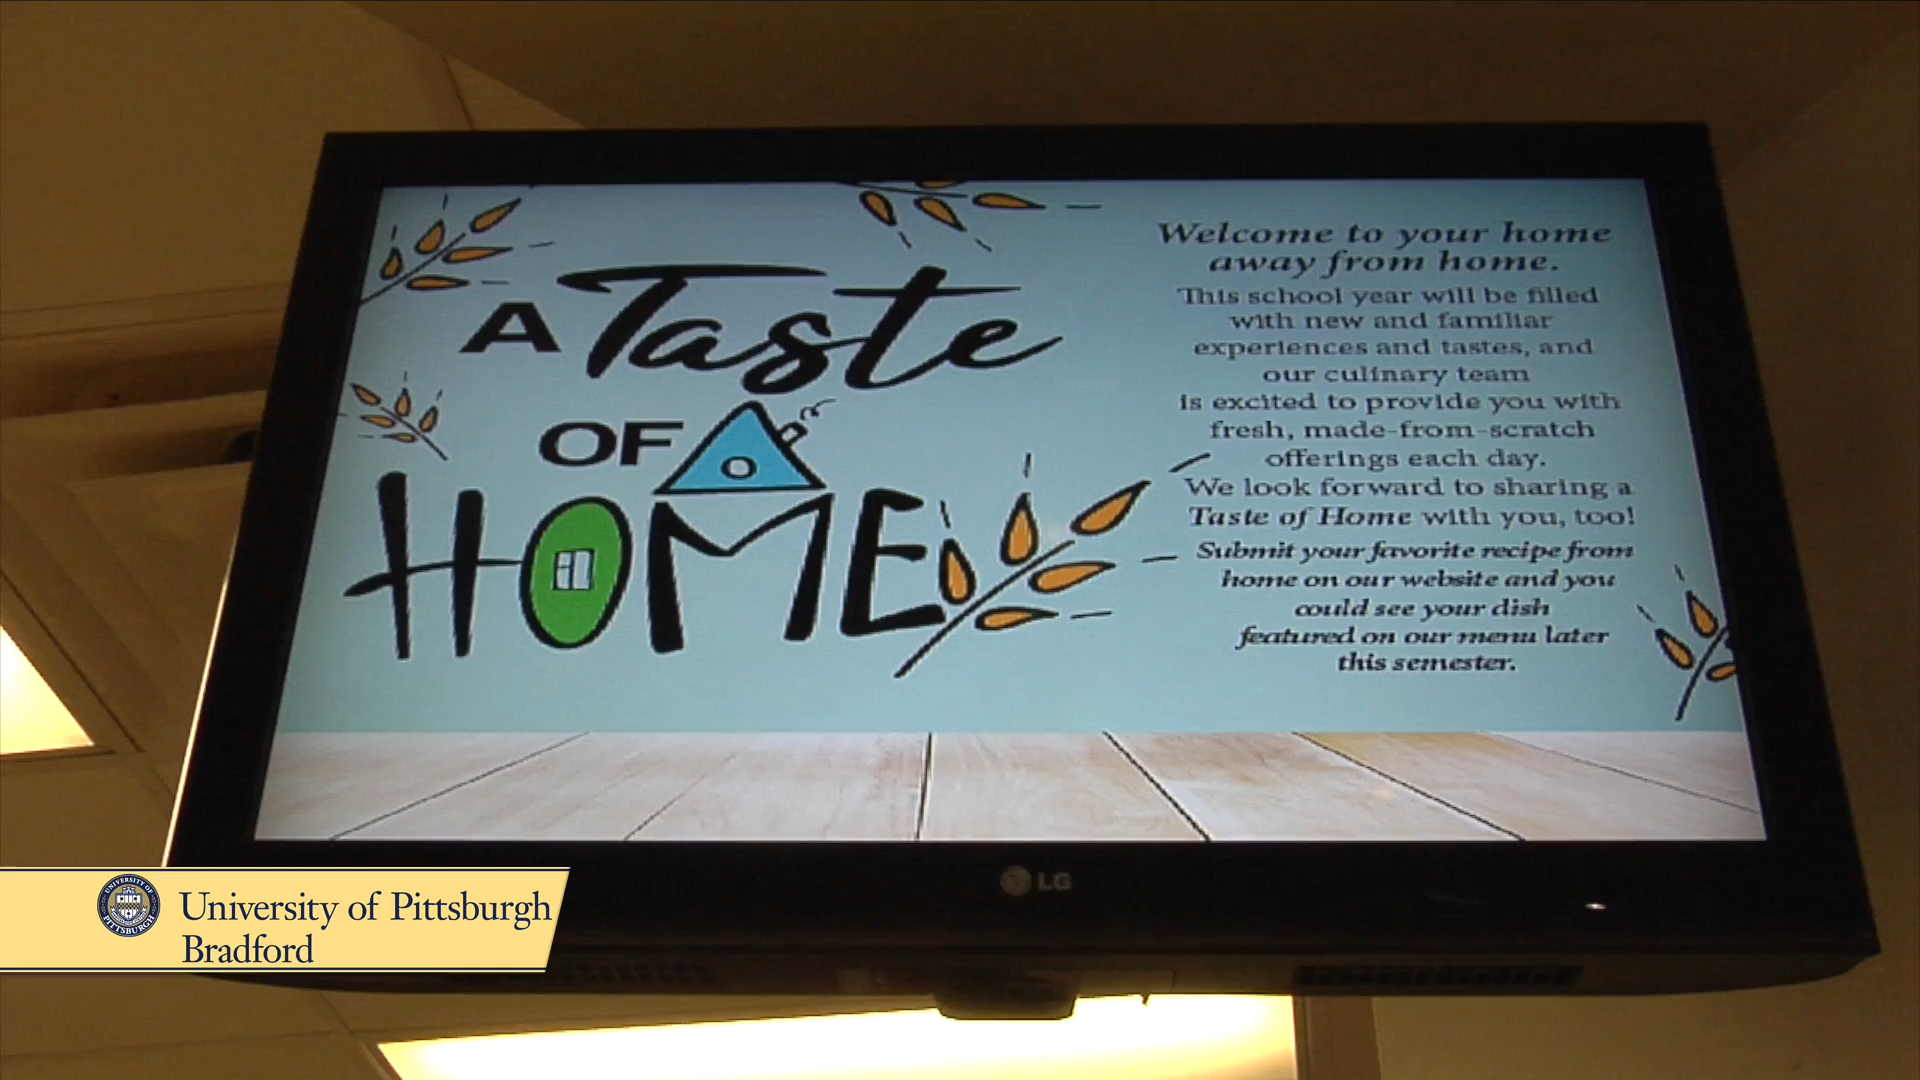 A Taste
OF
HOME
Welcome to your home
away from home.
This school year will be filled
with new and familiar
experiences and tastes, and
our culinary team
is excited to provide you with
fresh, made-from-scratch
offerings each day.
We look forward to sharing a
Taste of Home with you, too!
Submit your favorite recipe from
home on our website and you
could see your dish
featured on our menu later
this semester.
LG
UNIVERSITY OF
PITTSBURGH
University of Pittsburgh
Bradford